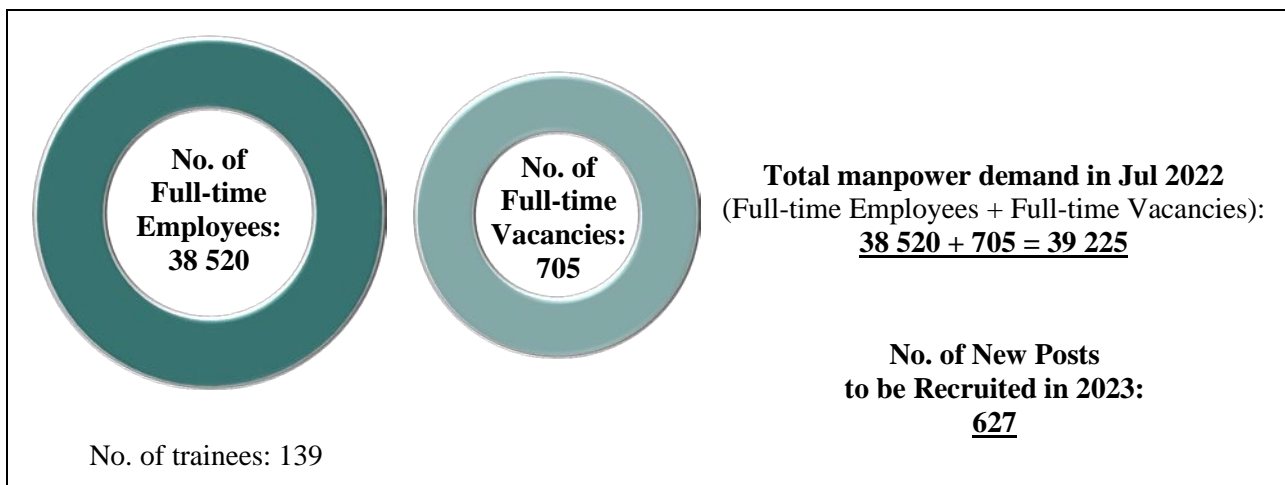 No. of
Full-time
Employees:
38 520
No. of
Full-time
Vacancies:
705
Total manpower demand in Jul 2022
(Full-time Employees + Full-time Vacancies):
38 520 + 705 = 39 225
No. of New Posts
to be Recruited in 2023:
627
No. of trainees: 139